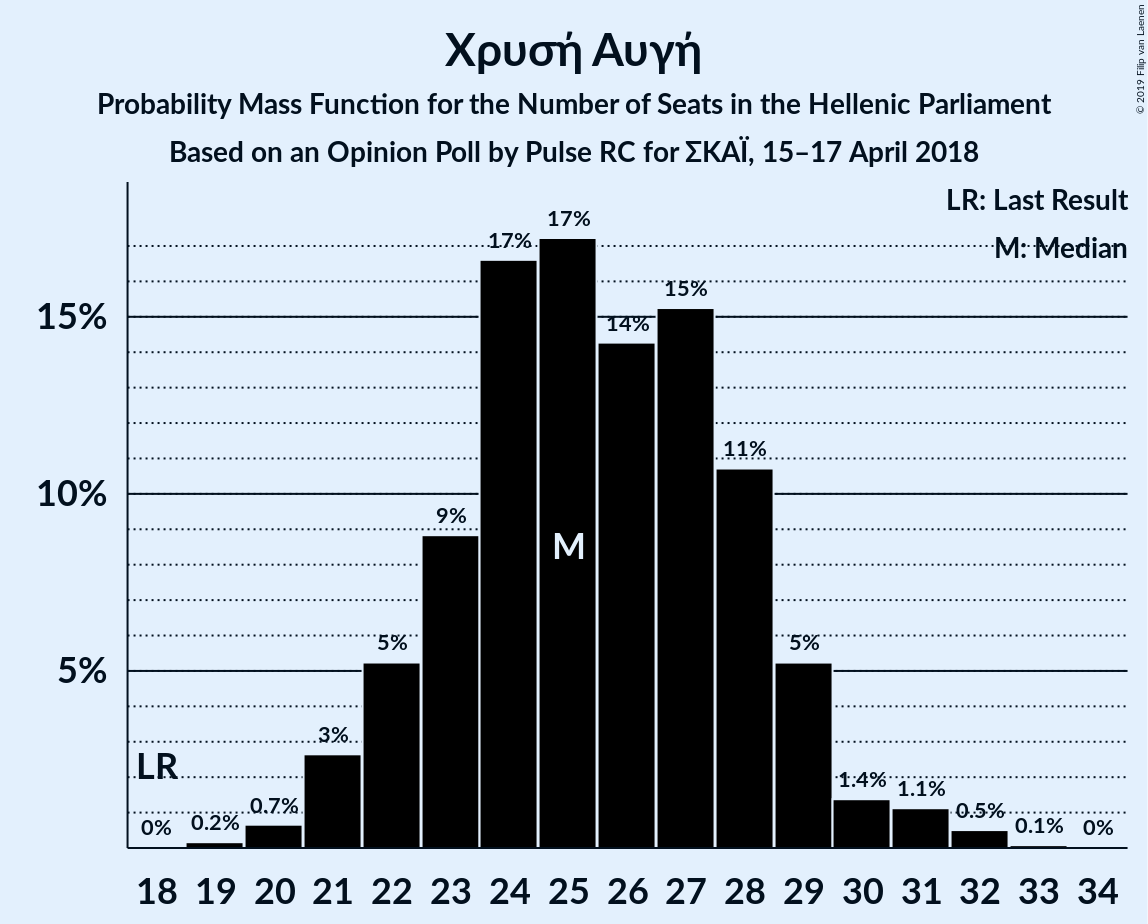 Χρυσή Αυγή
Probability Mass Function for the Number of Seats in the Hellenic Parliament
Based on an Opinion Poll by Pulse RC for ΣΚΑΪ, 15–17 April 2018
© 2019 Filip van Laenen
LR: Last Result
M: Median
15%
10%
5%
LR
M
0%
0.2%
0.7%
3%
5%
9%
17%
17%
14%
15%
11%
5%
1.4%
1.1%
0.5%
0.1%
0%
18 19 20 21 22 23 24 25 26 27 28 29 30 31 32 33 34